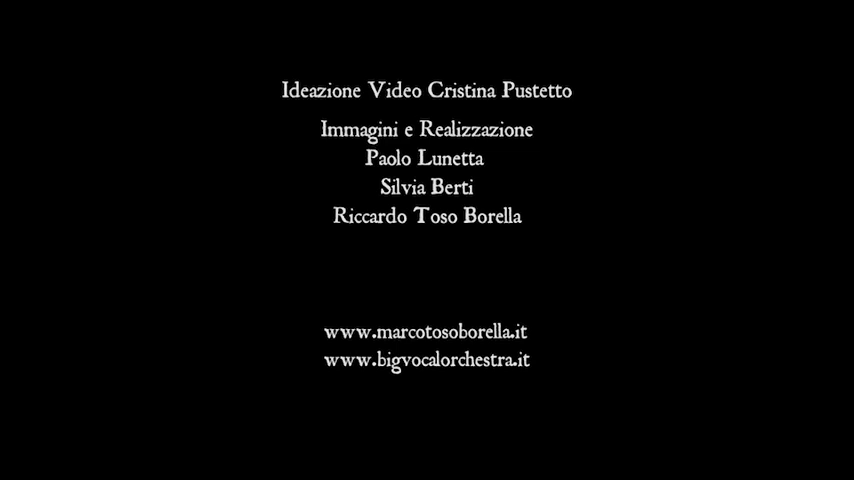 Ideazione Video Cristina Pustetto
Immagini e Realizzazione
Paolo Lunetta
Silvia Berti
Riccardo Toso Borella
www.marcotosoborella.it
www.bigvocalorchestra.it